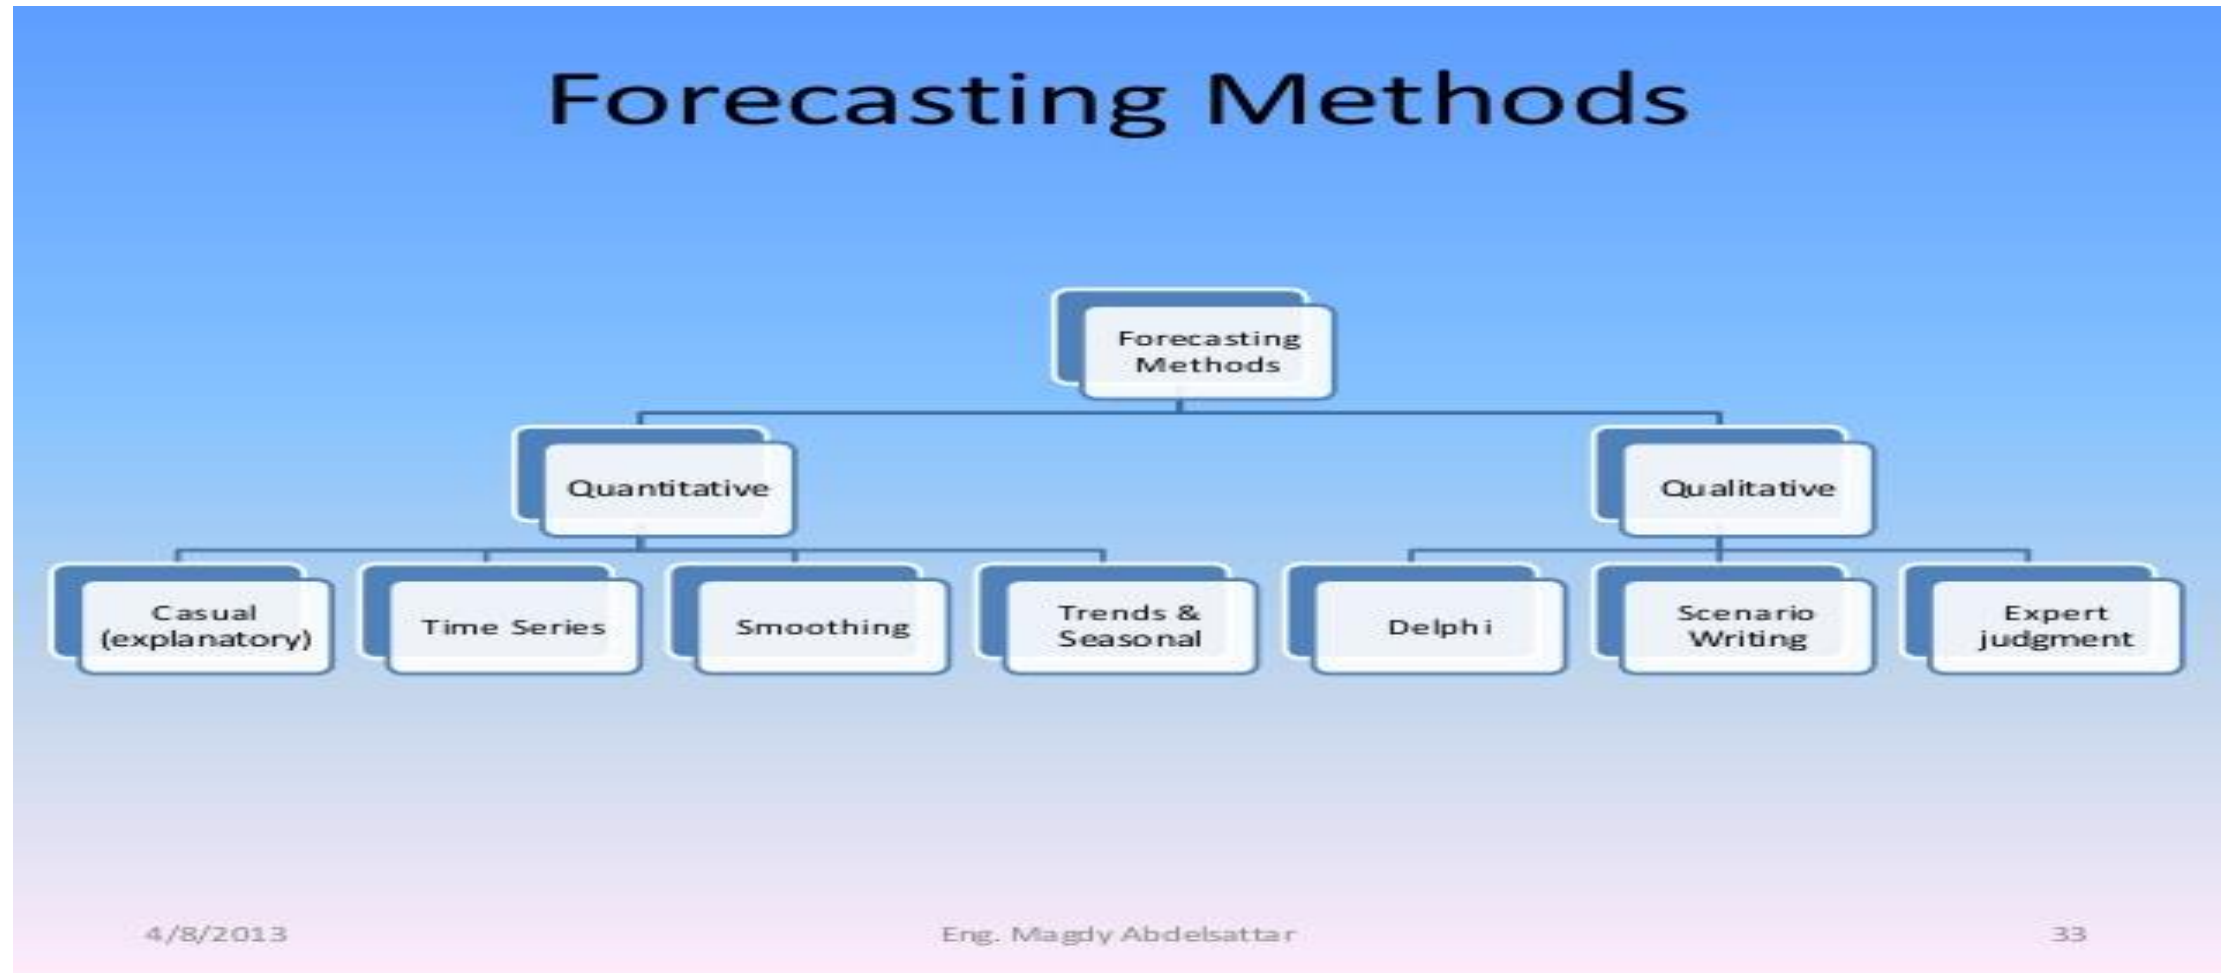 Forecasting Methods
Forecasting
Methods
Quantitative
Qualitative
Casual
(explanatory)
Time Series
Smoothing
Trends &
Seasonal
Delphi
Scenario
Writing
Expert
judgment
4/8/2013
Eng. Magdy Abdelsattar
33